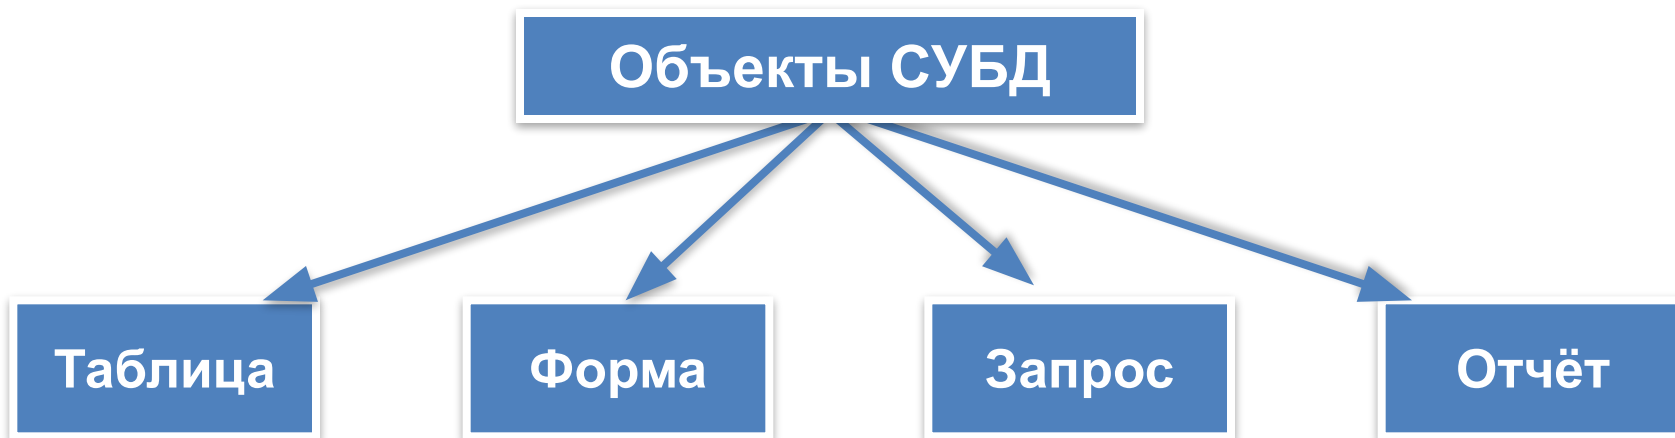 Объекты СУБД
Таблица
Форма
Запрос
Отчёт